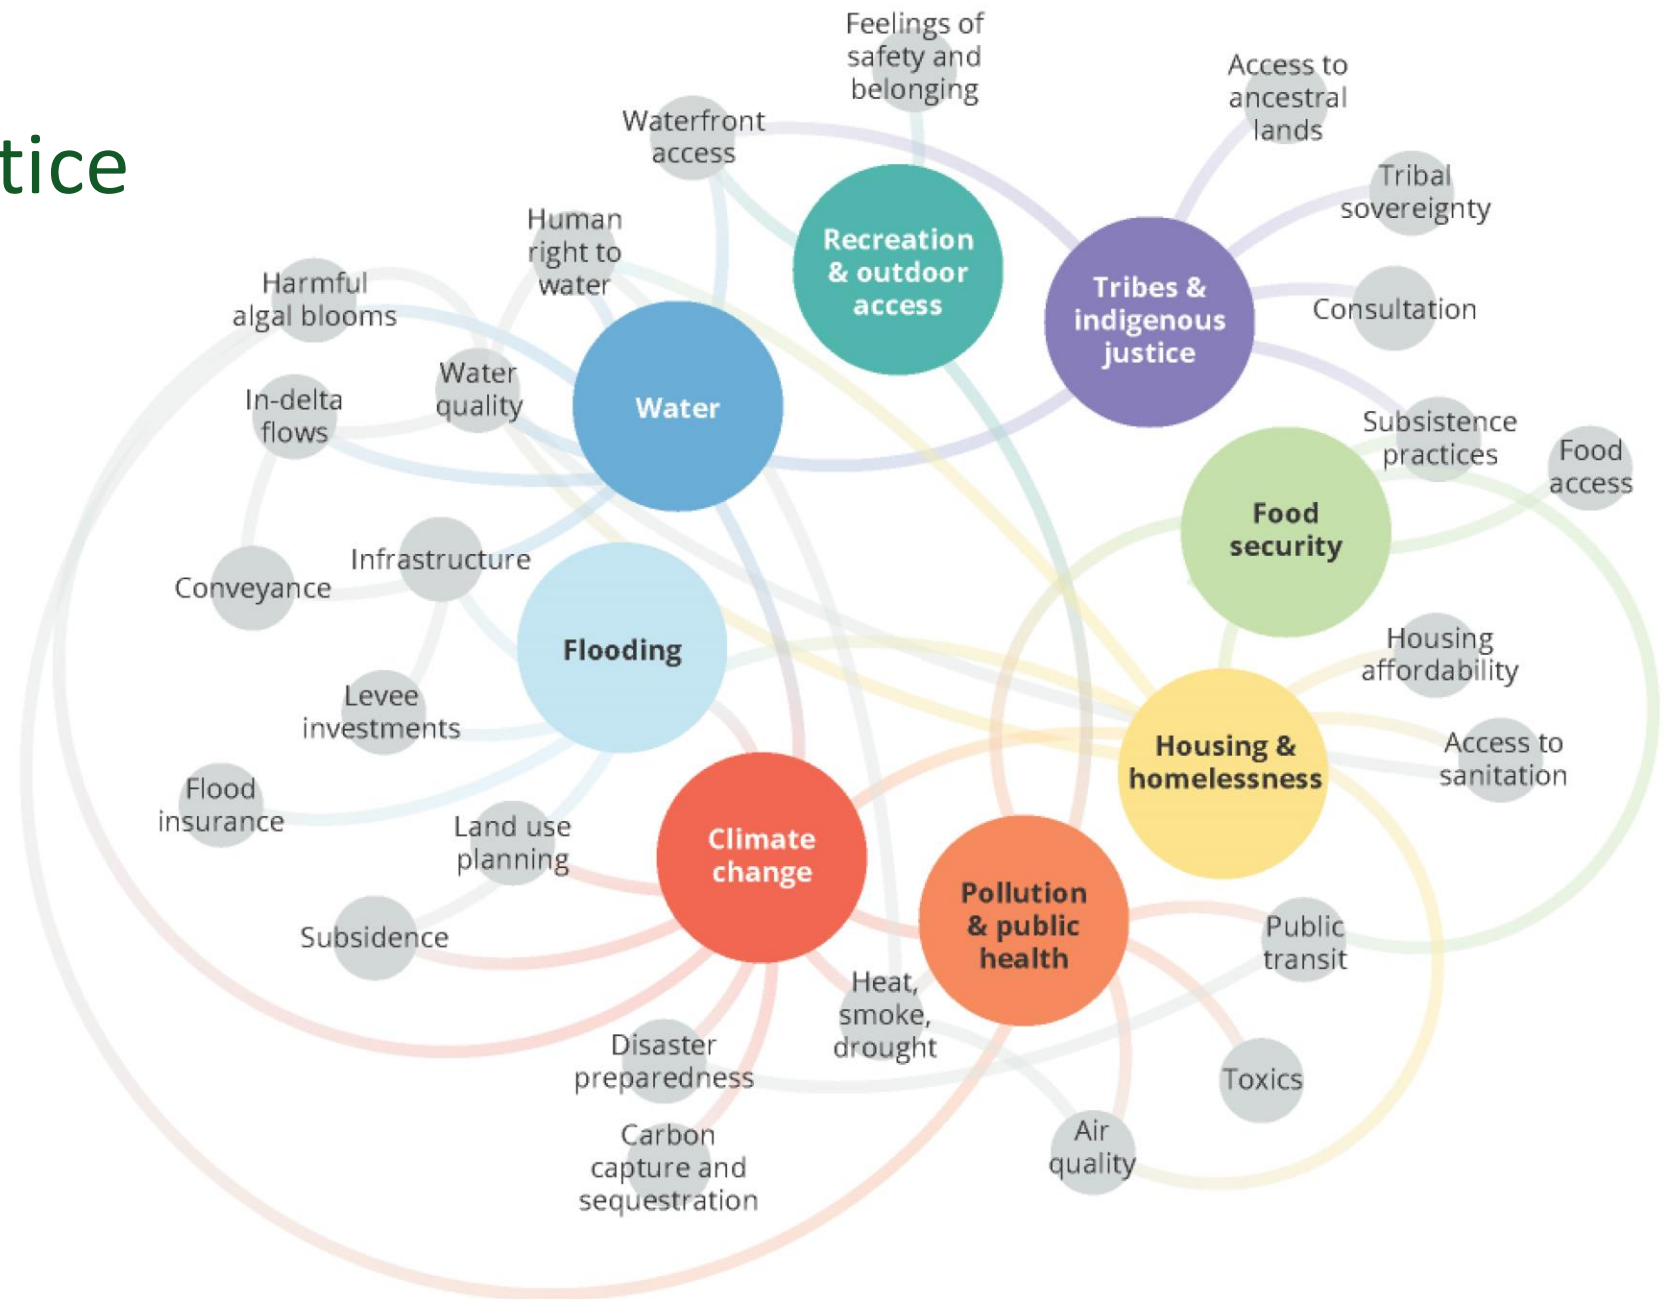 tice
Feelings of
safety and
belonging
Access to
ancestral
lands
Waterfront
access
Tribal
sovereignty
Human
right to
water
Recreation
& outdoor
access
Tribes &
indigenous
justice
Harmful
algal blooms
Consultation
Water
quality
In-delta
flows
Water
Subsistence
practices
Food
access
Food
security
Infrastructure
Conveyance
Flooding
Housing
affordability
Levee
investments
Housing &
homelessness
Access to
sanitation
Flood
insurance
Land use
planning
Climate
change
Pollution
& public
health
Public
transit
Subsidence
Heat,
smoke,
drought
Disaster
preparedness
Toxics
Air
quality
Carbon
capture and
sequestration